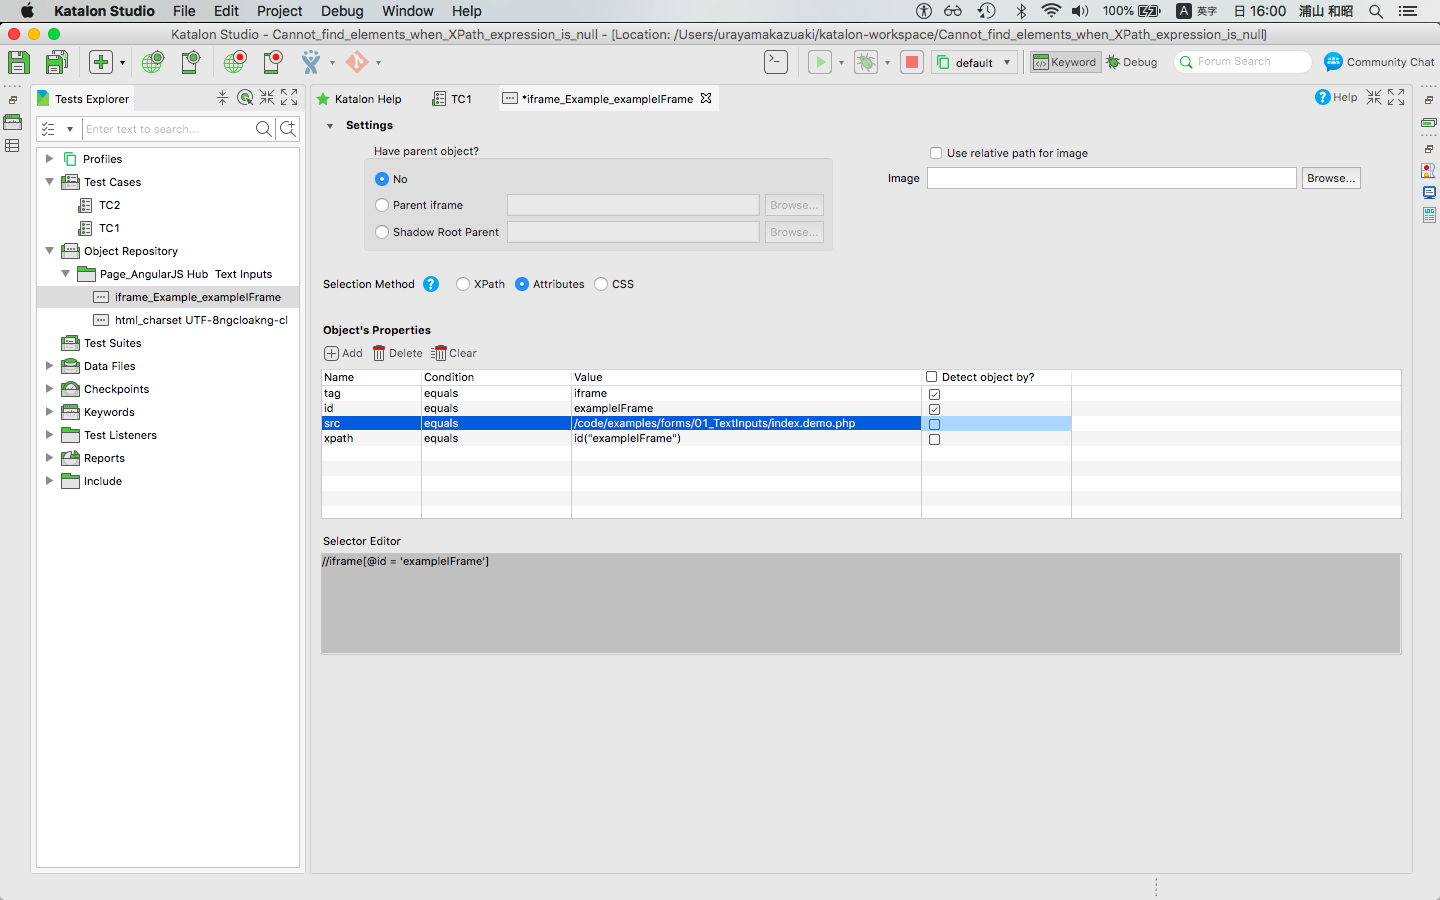 Katalon Studio File Edit Project Debug Window Help 100% A 英字 日 16:00 浦山 和昭
Katalon Studio - Cannot_find_elements_when_XPath_expression_is_null - [Location: /Users/urayamakazuaki/katalon-workspace/Cannot_find_elements_when_XPath_expression_is_null]
default Keyword Debug Forum Search Community Chat
Tests Explorer
Enter text to search...
Profiles
Test Cases
TC2
TC1
Object Repository
Page_AngularJS Hub Text Inputs
iframe_Example_exampleIFrame
html_charset UTF-8ngcloakng-cl
Test Suites
Data Files
Checkpoints
Keywords
Test Listeners
Reports
Include
Katalon Help TC1 *iframe_Example_exampleIFrame Help
Settings
Have parent object?
No
Parent iframe Browse...
Shadow Root Parent Browse...
Use relative path for image
Image Browse...
Selection Method ? XPath Attributes CSS
Object's Properties
Add Delete Clear
Name Condition Value Detect object by?
tag equals iframe
id equals exampleIFrame
src equals /code/examples/forms/01_TextInputs/index.demo.php
xpath equals id("exampleIFrame")
Selector Editor
//iframe[@id = 'exampleIFrame']
LOG